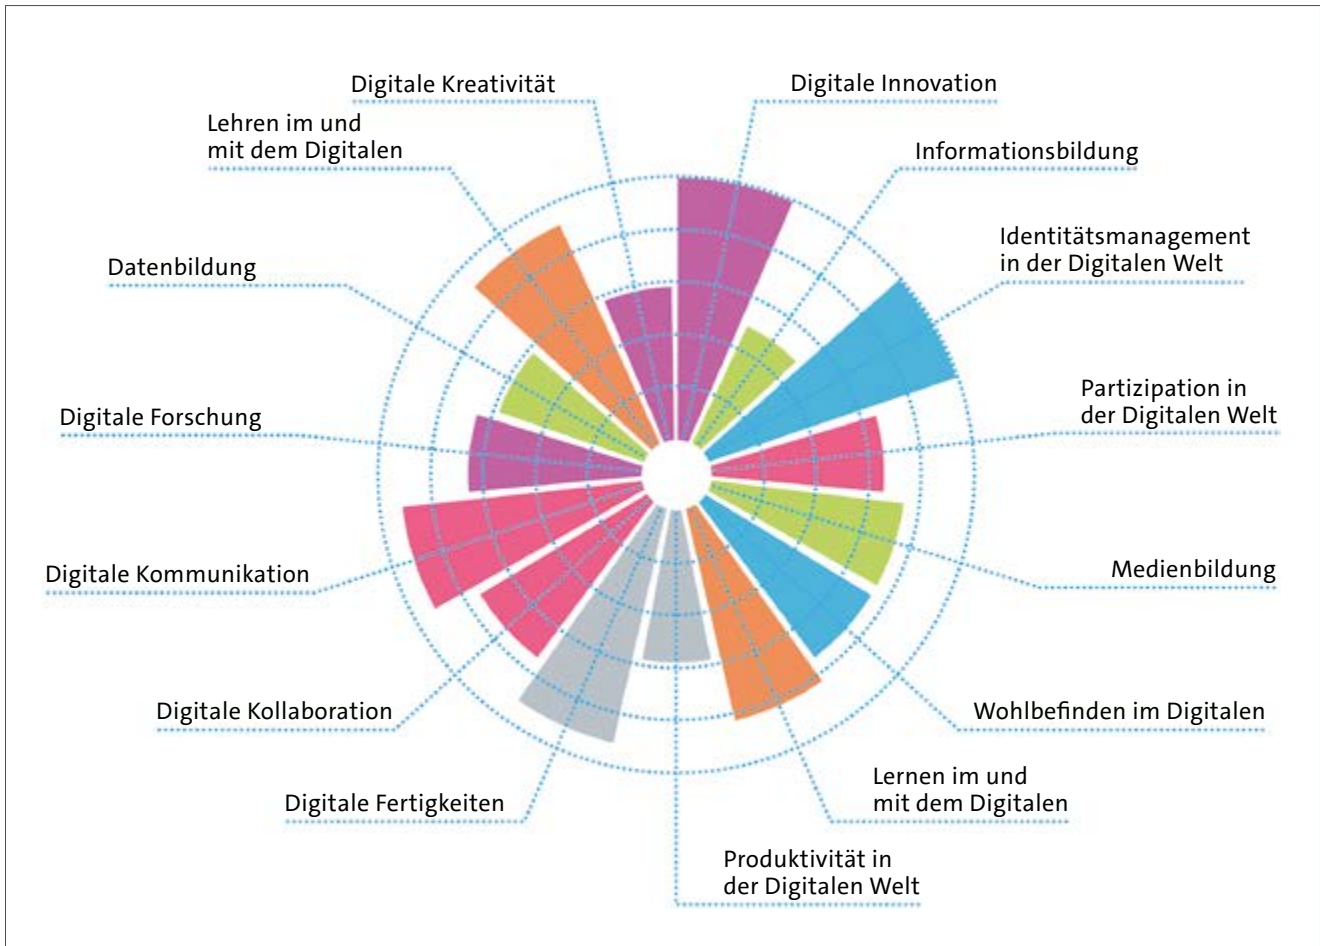 Digitale Kreativität
Digitale Innovation
Lehren im und
mit dem Digitalen
Informationsbildung
Identitätsmanagement
in der Digitalen Welt
Datenbildung
Partizipation in
der Digitalen Welt
Digitale Forschung
Digitale Kommunikation
Medienbildung
Digitale Kollaboration
Wohlbefinden im Digitalen
Digitale Fertigkeiten
Lernen im und
mit dem Digitalen
Produktivität in
der Digitalen Welt